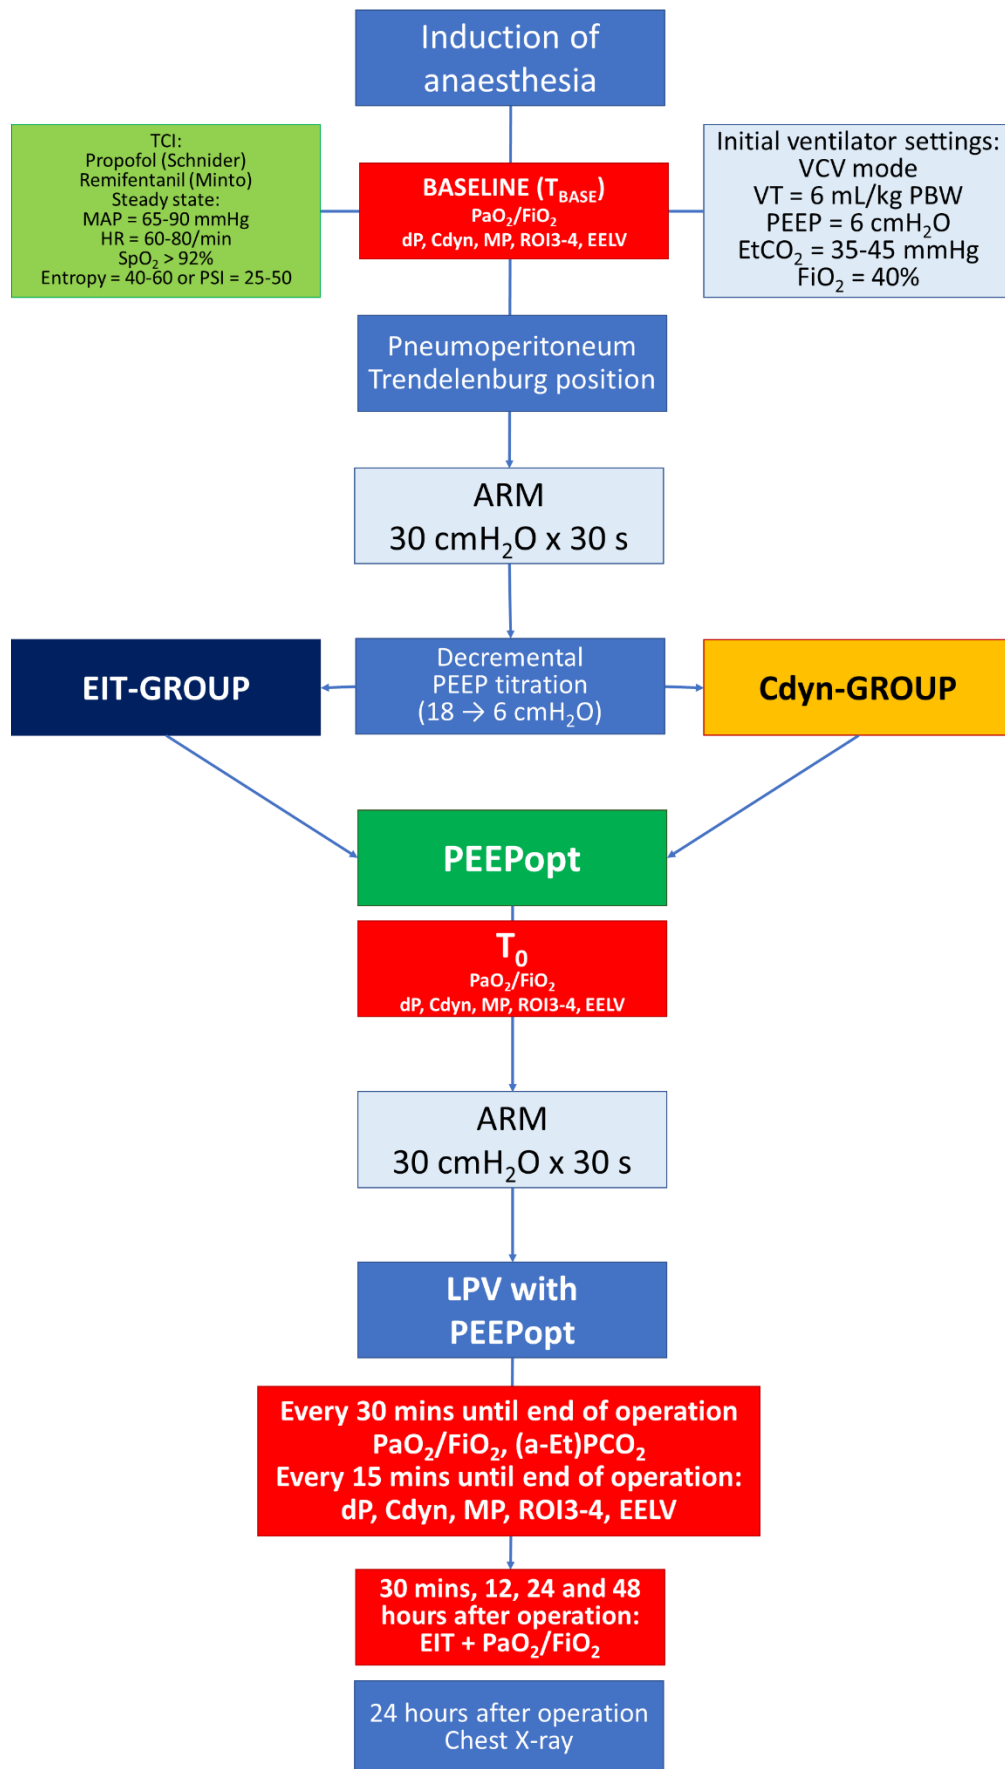 Induction of
anaesthesia
TCI:
Propofol (Schnider)
Remifentanil (Minto)
Steady state:
MAP = 65-90 mmHg
HR = 60-80/min
SpO₂ > 92%
Entropy = 40-60 or PSI = 25-50
BASELINE (T_BASE)
PaO₂/FiO₂
dP, Cdyn, MP, ROI3-4, EELV
Initial ventilator settings:
VCV mode
VT = 6 mL/kg PBW
PEEP = 6 cmH₂O
EtCO₂ = 35-45 mmHg
FiO₂ = 40%
Pneumoperitoneum
Trendelenburg position
ARM
30 cmH₂O x 30 s
EIT-GROUP
Decremental
PEEP titration
(18 → 6 cmH₂O)
Cdyn-GROUP
PEEPopt
T₀
PaO₂/FiO₂
dP, Cdyn, MP, ROI3-4, EELV
ARM
30 cmH₂O x 30 s
LPV with
PEEPopt
Every 30 mins until end of operation
PaO₂/FiO₂, (a-Et)PCO₂
Every 15 mins until end of operation:
dP, Cdyn, MP, ROI3-4, EELV
30 mins, 12, 24 and 48
hours after operation:
EIT + PaO₂/FiO₂
24 hours after operation
Chest X-ray